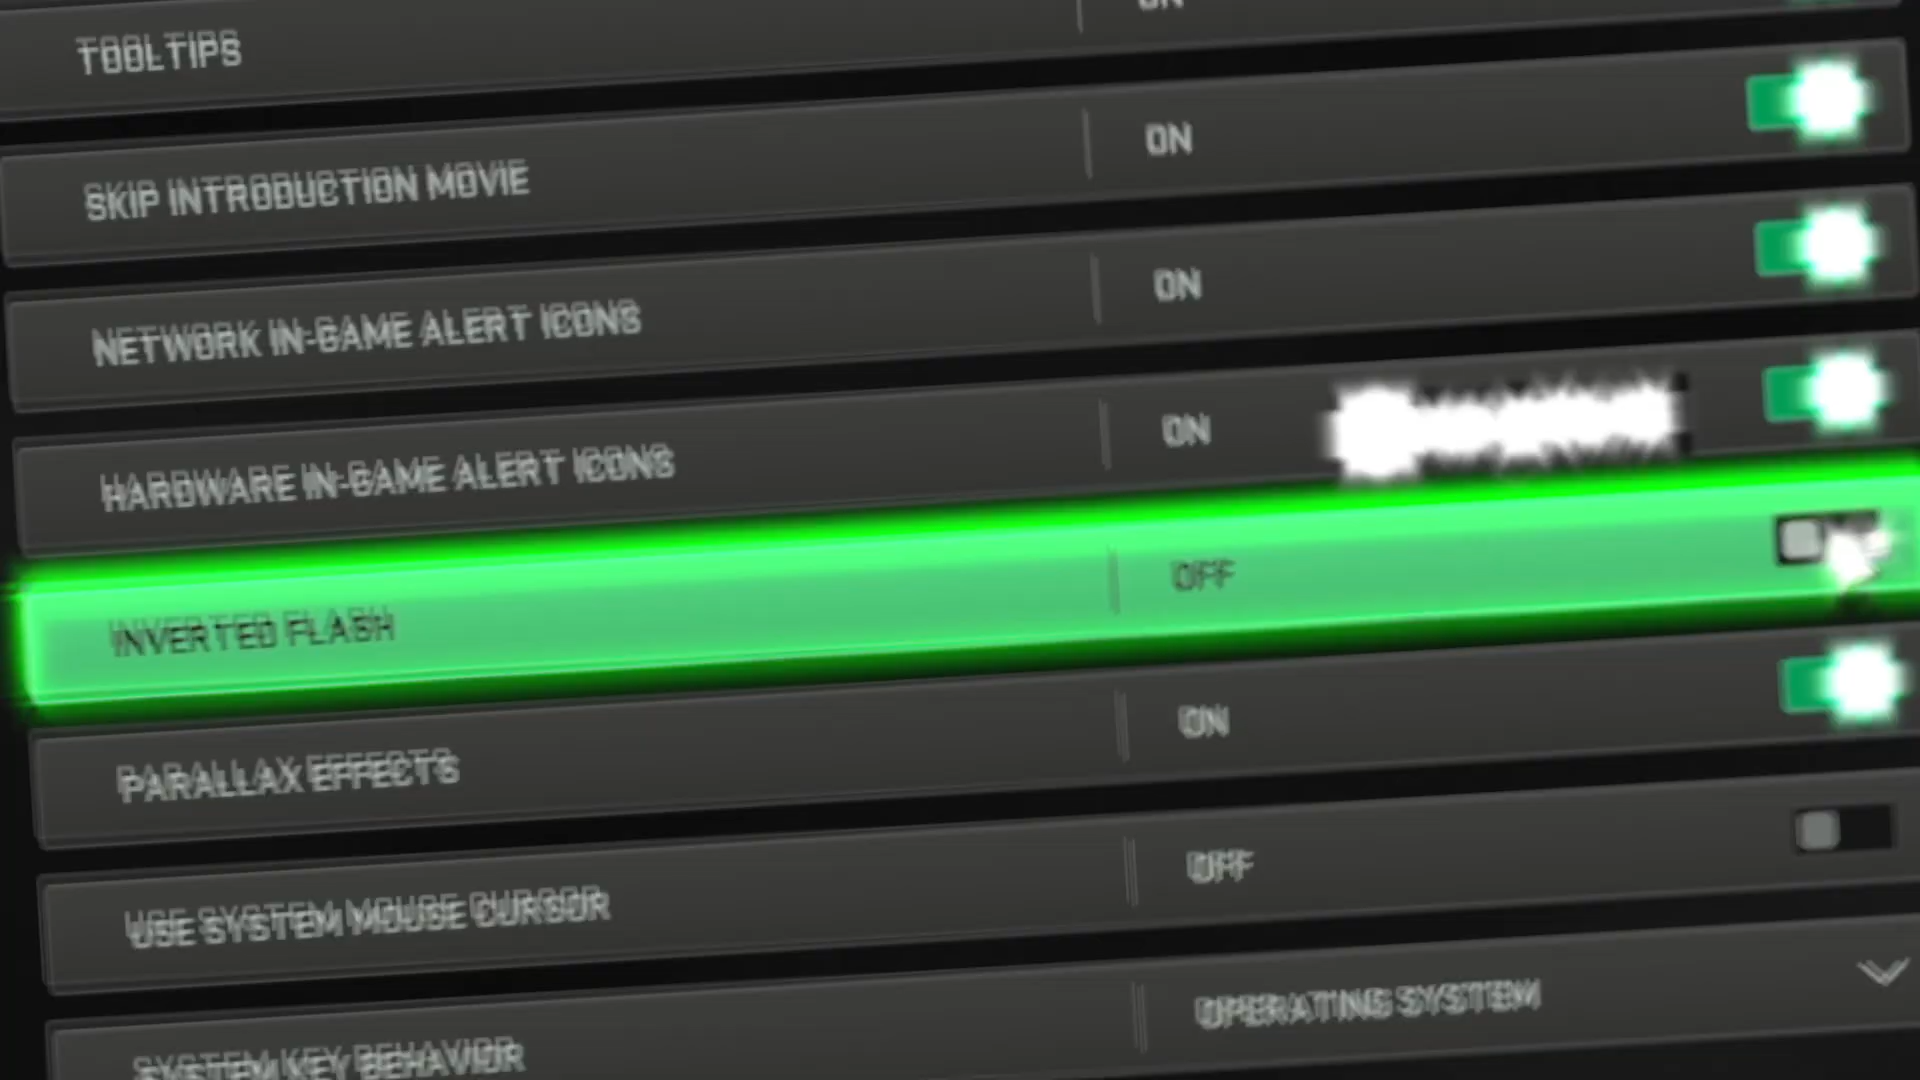 TOOLTIPS ON
SKIP INTRODUCTION MOVIE ON
NETWORK IN-GAME ALERT ICONS ON
HARDWARE IN-GAME ALERT ICONS ON
INVERTED FLASH OFF
PARALLAX EFFECTS ON
USE SYSTEM MOUSE CURSOR OFF
SYSTEM KEY BEHAVIOR OPERATING SYSTEM